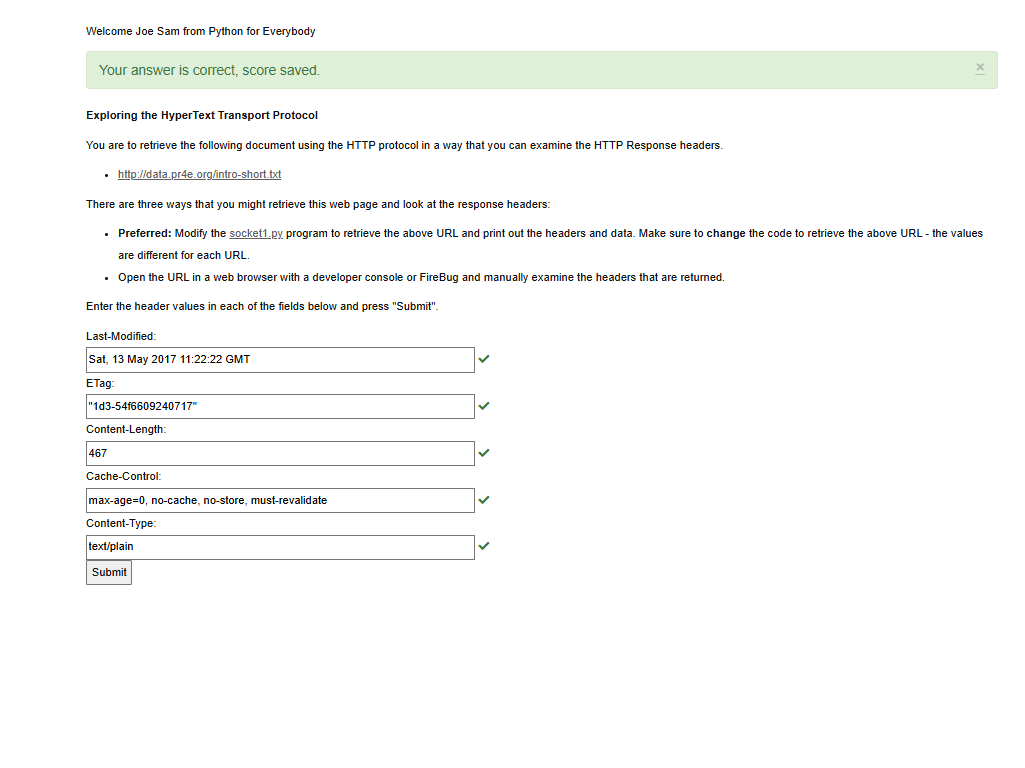 Welcome Joe Sam from Python for Everybody
Your answer is correct, score saved.
×
Exploring the HyperText Transport Protocol
You are to retrieve the following document using the HTTP protocol in a way that you can examine the HTTP Response headers.
• http://data.pr4e.org/intro-short.txt
There are three ways that you might retrieve this web page and look at the response headers:
• Preferred: Modify the socket1.py program to retrieve the above URL and print out the headers and data. Make sure to change the code to retrieve the above URL - the values
are different for each URL.
• Open the URL in a web browser with a developer console or FireBug and manually examine the headers that are returned.
Enter the header values in each of the fields below and press "Submit".
Last-Modified:
Sat, 13 May 2017 11:22:22 GMT
ETag:
"1d3-54f6609240717"
Content-Length:
467
Cache-Control:
max-age=0, no-cache, no-store, must-revalidate
Content-Type:
text/plain
Submit